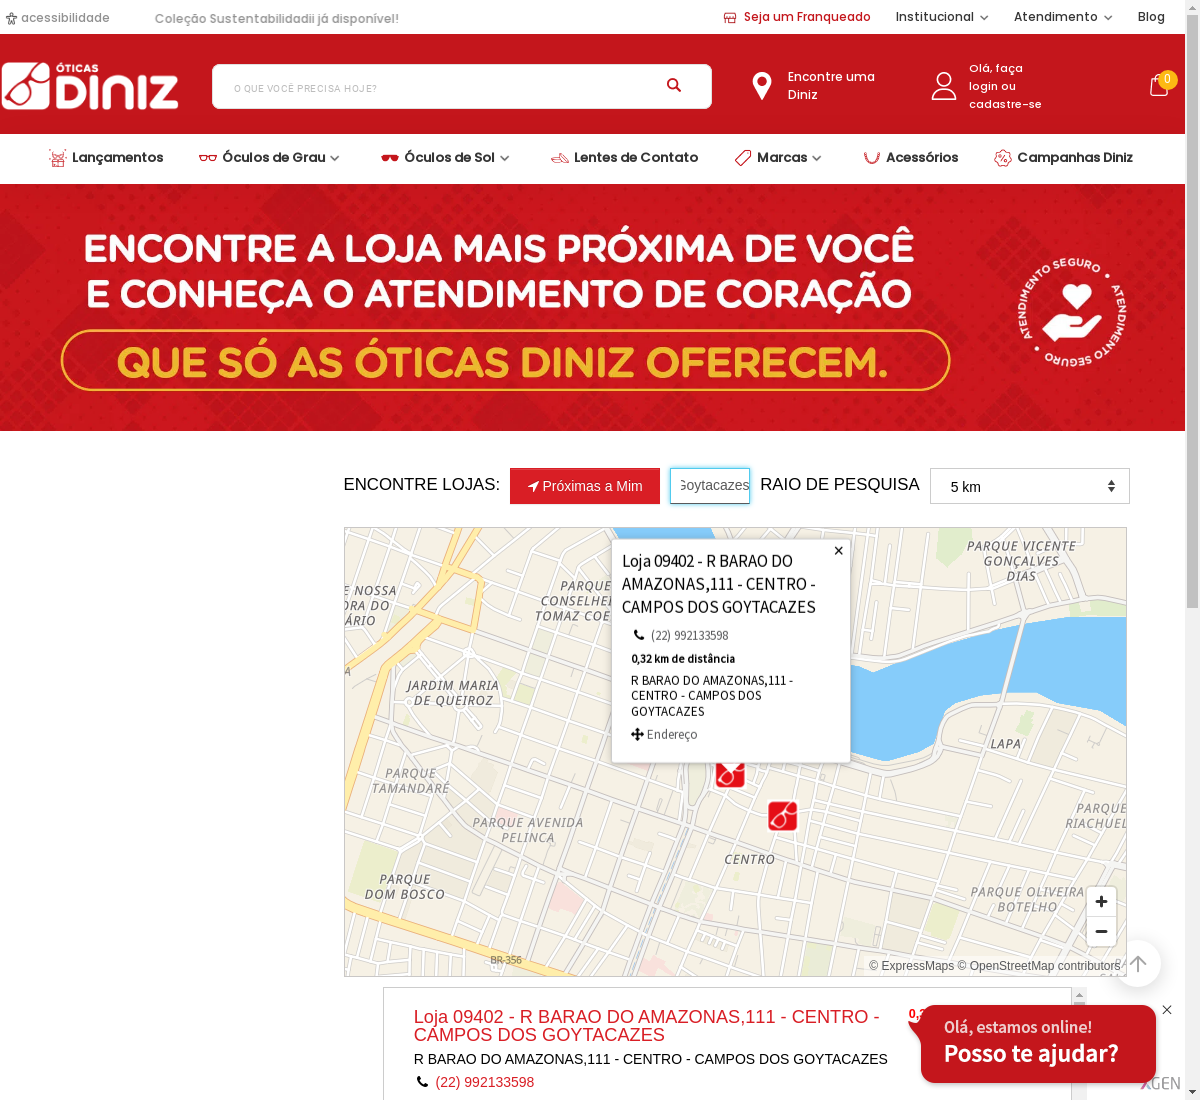 acessibilidade
Coleção Sustentabilidadii já disponível!
Seja um Franqueado
Institucional
Atendimento
Blog
ÓTICAS
DINIZ
O QUE VOCÊ PRECISA HOJE?
Encontre uma
Diniz
Olá, faça
login ou
cadastre-se
0
Lançamentos
Óculos de Grau
Óculos de Sol
Lentes de Contato
Marcas
Acessórios
Campanhas Diniz
ENCONTRE A LOJA MAIS PRÓXIMA DE VOCÊ
E CONHEÇA O ATENDIMENTO DE CORAÇÃO
QUE SÓ AS ÓTICAS DINIZ OFERECEM.
ATENDIMENTO SEGURO • ATENDIMENTO SEGURO •
ENCONTRE LOJAS:
Próximas a Mim
Goytacazes
RAIO DE PESQUISA
5 km
PARQUE VICENTE
GONÇALVES
DIAS
PARQUE
CONSELHEI
TOMAZ COE
E NOSSA
ORA DO
ÁRIO
Loja 09402 - R BARAO DO
AMAZONAS,111 - CENTRO -
CAMPOS DOS GOYTACAZES
(22) 992133598
0,32 km de distância
R BARAO DO AMAZONAS,111 -
CENTRO - CAMPOS DOS
GOYTACAZES
Endereço
JARDIM MARIA
DE QUEIROZ
LAPA
PARQUE
TAMANDARÉ
PARQUE AVENIDA
PELINCA
PARQUE
RIACHUEL
CENTRO
PARQUE
DOM BOSCO
PARQUE OLIVEIRA
BOTELHO
BR-356
© ExpressMaps © OpenStreetMap contributors
Loja 09402 - R BARAO DO AMAZONAS,111 - CENTRO -
CAMPOS DOS GOYTACAZES
R BARAO DO AMAZONAS,111 - CENTRO - CAMPOS DOS GOYTACAZES
(22) 992133598
Olá, estamos online!
Posso te ajudar?
XGEN